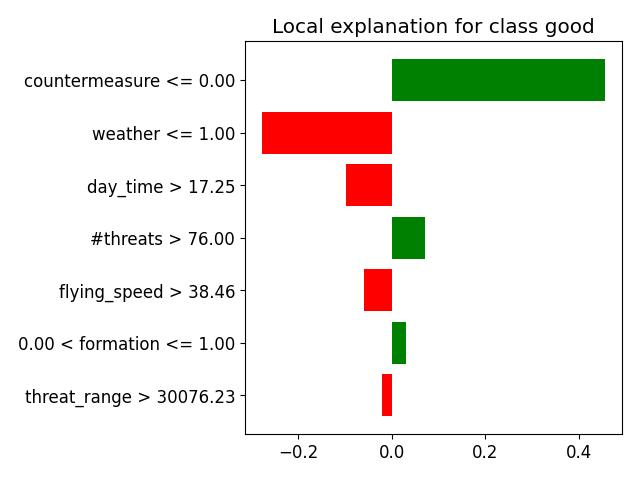 Local explanation for class good
countermeasure <= 0.00
weather <= 1.00
day_time > 17.25
#threats > 76.00
flying_speed > 38.46
0.00 < formation <= 1.00
threat_range > 30076.23
−0.2 0.0 0.2 0.4